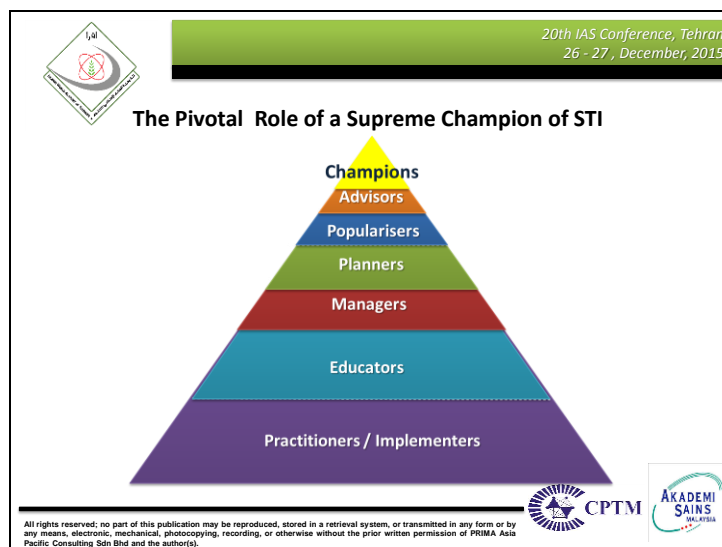 اورا
20th IAS Conference, Tehran
26 - 27 , December, 2015
The Pivotal  Role of a Supreme Champion of STI
Champions
Advisors
Popularisers
Planners
Managers
Educators
Practitioners / Implementers
CPTM
AKADEMI
SAINS
MALAYSIA
All rights reserved; no part of this publication may be reproduced, stored in a retrieval system, or transmitted in any form or by
any means, electronic, mechanical, photocopying, recording, or otherwise without the prior written permission of PRIMA Asia
Pacific Consulting Sdn Bhd and the author(s).